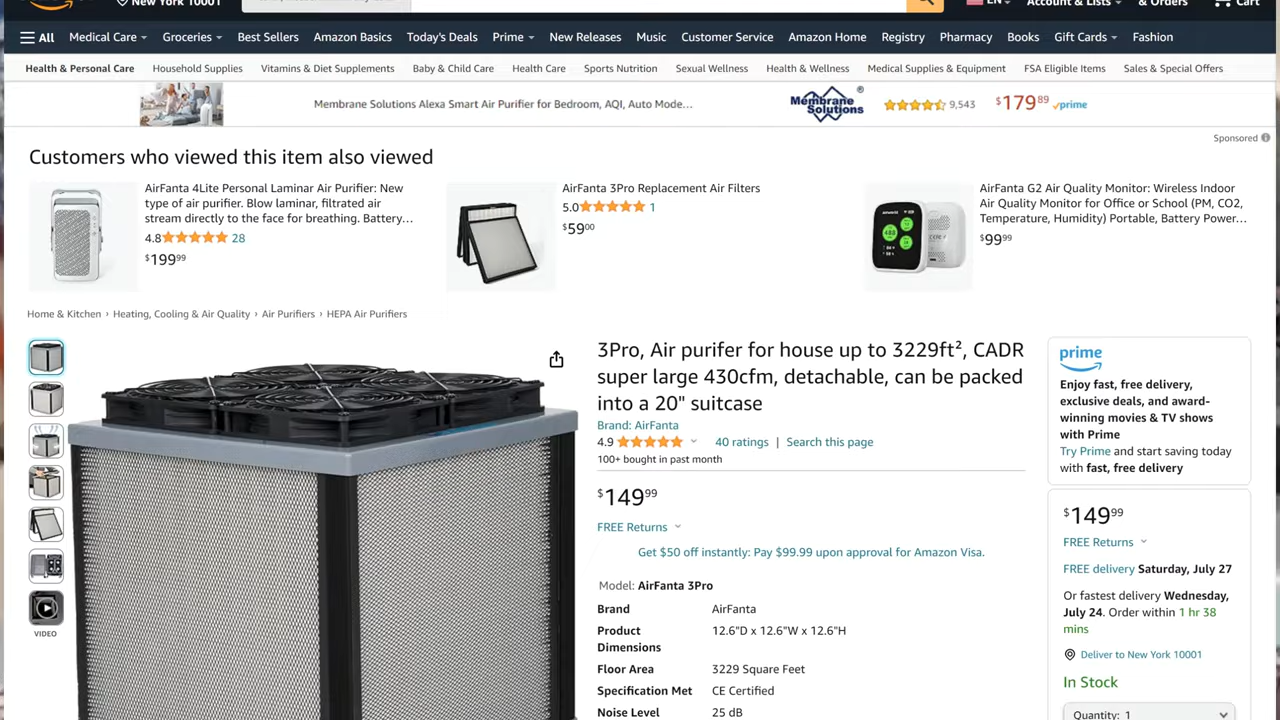 New York 10001
EN
Account & Lists
& Orders
Cart
All
Medical Care
Groceries
Best Sellers
Amazon Basics
Today's Deals
Prime
New Releases
Music
Customer Service
Amazon Home
Registry
Pharmacy
Books
Gift Cards
Fashion
Health & Personal Care
Household Supplies
Vitamins & Diet Supplements
Baby & Child Care
Health Care
Sports Nutrition
Sexual Wellness
Health & Wellness
Medical Supplies & Equipment
FSA Eligible Items
Sales & Special Offers
Membrane Solutions Alexa Smart Air Purifier for Bedroom, AQI, Auto Mode...
Membrane
Solutions ®
9,543
$179 89
prime
Sponsored
Customers who viewed this item also viewed
AirFanta 4Lite Personal Laminar Air Purifier: New
type of air purifier. Blow laminar, filtrated air
stream directly to the face for breathing. Battery...
4.8 28
$199 99
AirFanta 3Pro Replacement Air Filters
5.0 1
$59 00
AirFanta G2 Air Quality Monitor: Wireless Indoor
Air Quality Monitor for Office or School (PM, CO2,
Temperature, Humidity) Portable, Battery Power...
$99 99
Home & Kitchen › Heating, Cooling & Air Quality › Air Purifiers › HEPA Air Purifiers
VIDEO
3Pro, Air purifer for house up to 3229ft², CADR
super large 430cfm, detachable, can be packed
into a 20" suitcase
Brand: AirFanta
4.9 40 ratings | Search this page
100+ bought in past month
$149 99
FREE Returns
Get $50 off instantly: Pay $99.99 upon approval for Amazon Visa.
Model: AirFanta 3Pro
Brand AirFanta
Product 12.6"D x 12.6"W x 12.6"H
Dimensions
Floor Area 3229 Square Feet
Specification Met CE Certified
Noise Level 25 dB
prime
Enjoy fast, free delivery,
exclusive deals, and award-
winning movies & TV shows
with Prime
Try Prime and start saving today
with fast, free delivery
$149 99
FREE Returns
FREE delivery Saturday, July 27
Or fastest delivery Wednesday,
July 24. Order within 1 hr 38
mins
Deliver to New York 10001
In Stock
Quantity: 1